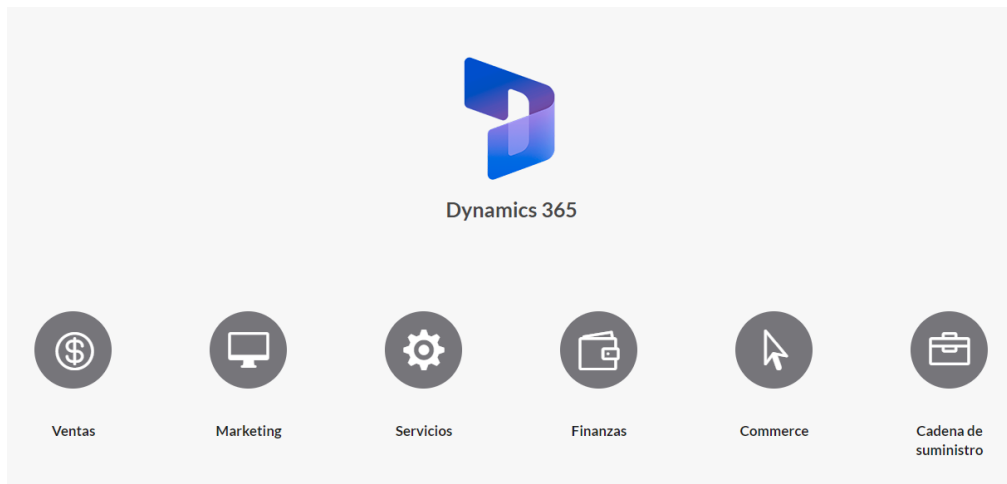 Dynamics 365
Ventas
Marketing
Servicios
Finanzas
Commerce
Cadena de
suministro